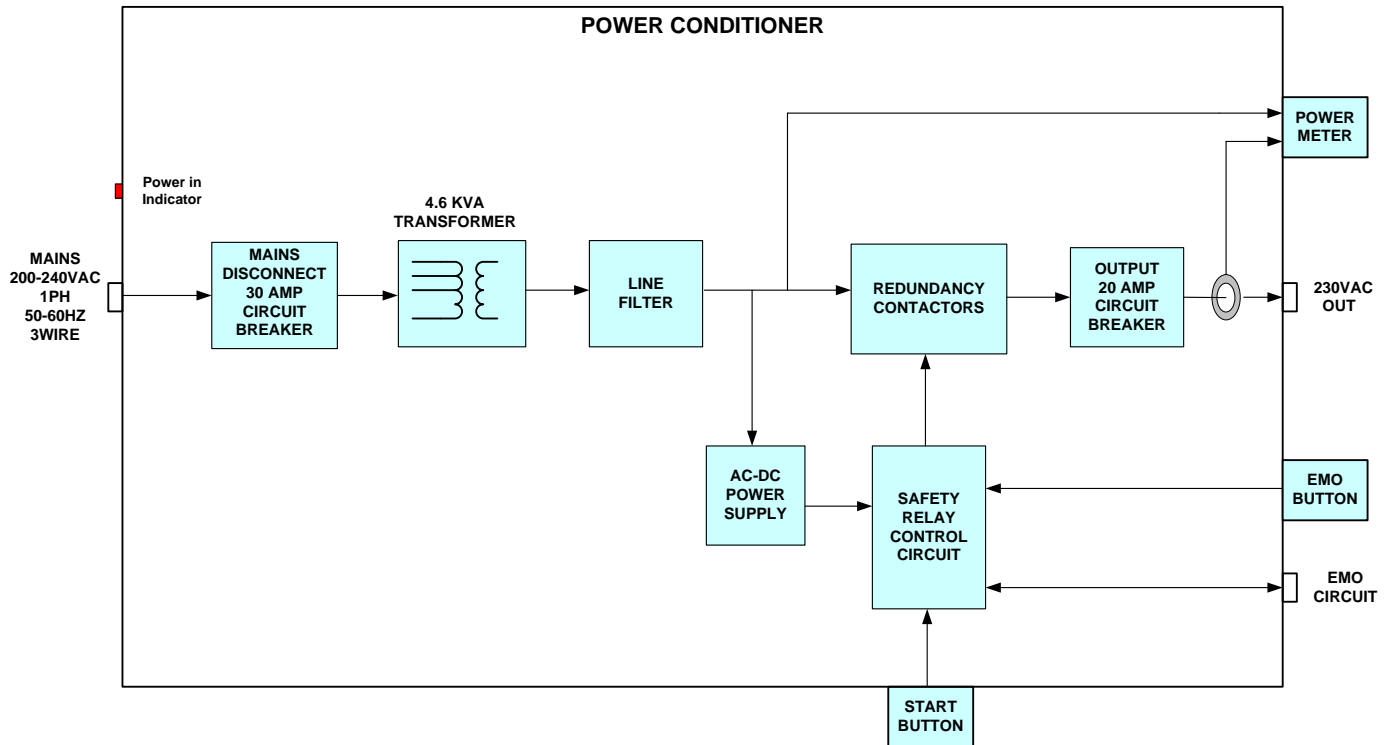 POWER CONDITIONER
POWER
METER
Power in
Indicator
4.6 KVA
TRANSFORMER
MAINS
200-240VAC
1PH
50-60HZ
3WIRE
MAINS
DISCONNECT
30 AMP
CIRCUIT
BREAKER
LINE
FILTER
REDUNDANCY
CONTACTORS
OUTPUT
20 AMP
CIRCUIT
BREAKER
230VAC
OUT
AC-DC
POWER
SUPPLY
SAFETY
RELAY
CONTROL
CIRCUIT
EMO
BUTTON
EMO
CIRCUIT
START
BUTTON